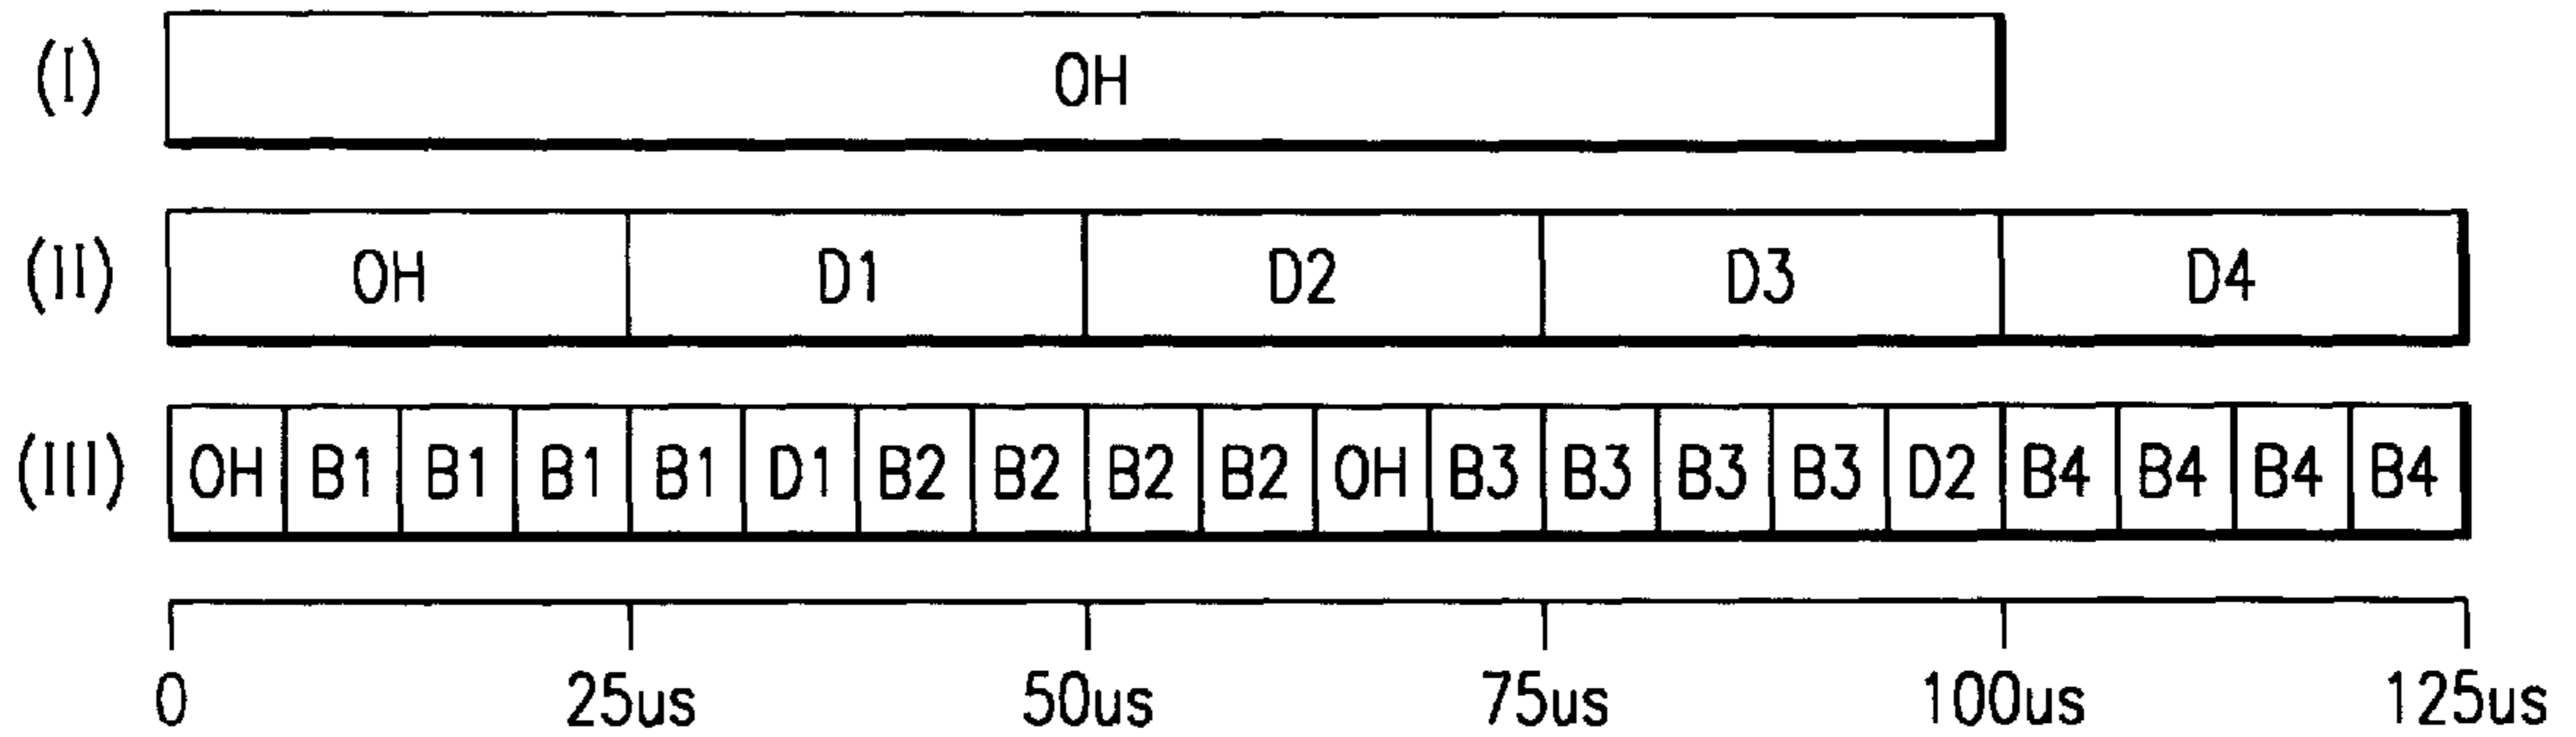 (I) OH
(II) OH D1 D2 D3 D4
(III) OH B1 B1 B1 B1 D1 B2 B2 B2 B2 OH B3 B3 B3 B3 D2 B4 B4 B4 B4
0 25us 50us 75us 100us 125us